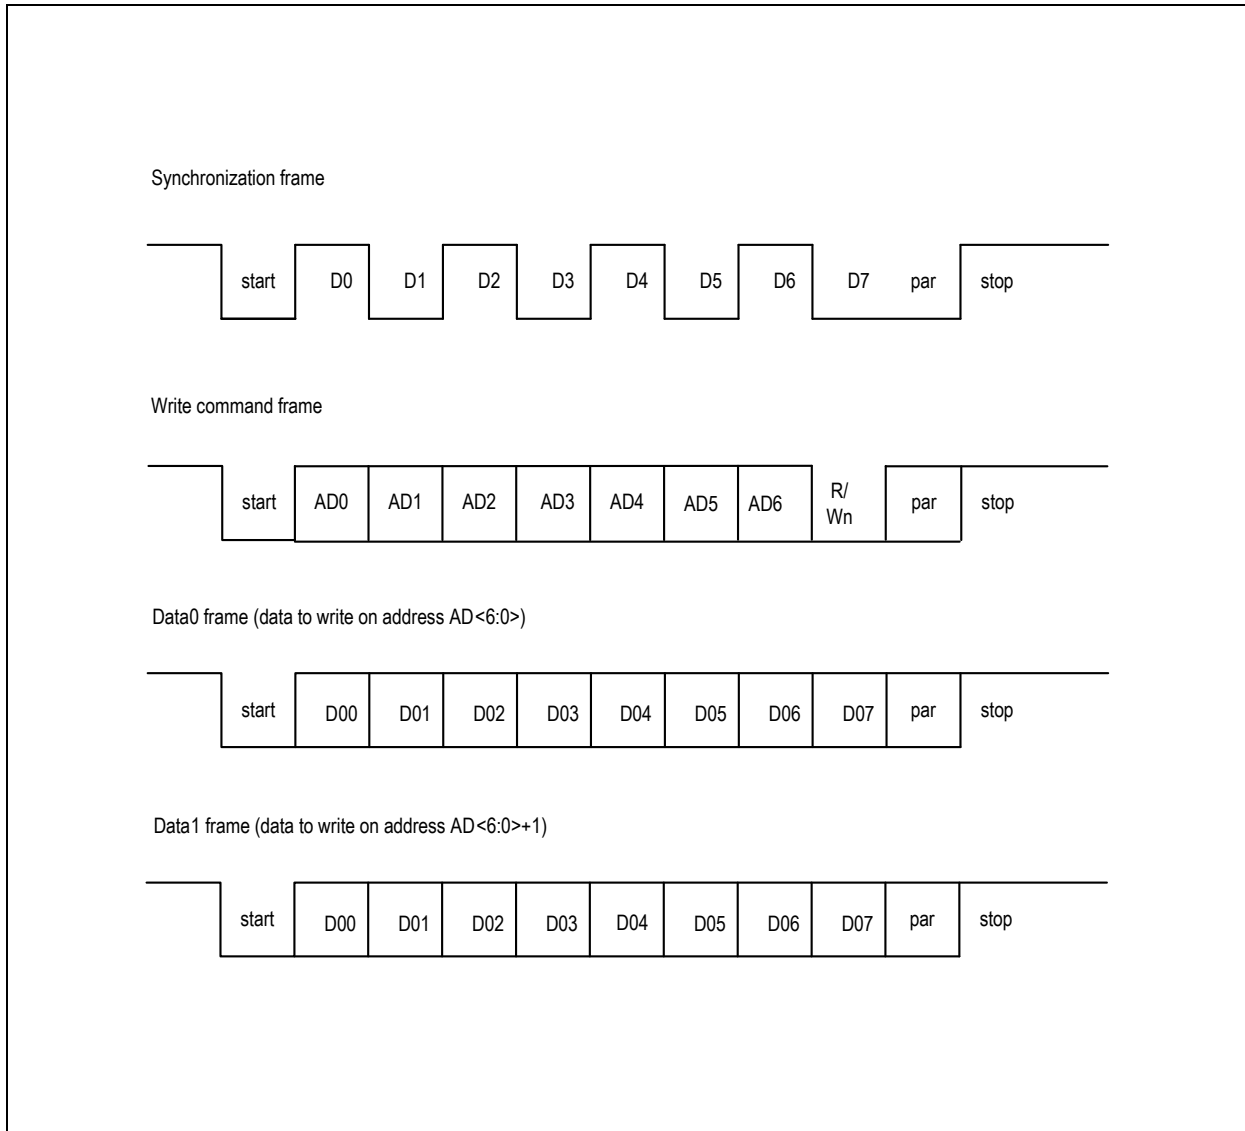 Synchronization frame
start D0 D1 D2 D3 D4 D5 D6 D7 par stop
Write command frame
start AD0 AD1 AD2 AD3 AD4 AD5 AD6 R/
Wn par stop
Data0 frame (data to write on address AD<6:0>)
start D00 D01 D02 D03 D04 D05 D06 D07 par stop
Data1 frame (data to write on address AD<6:0>+1)
start D00 D01 D02 D03 D04 D05 D06 D07 par stop